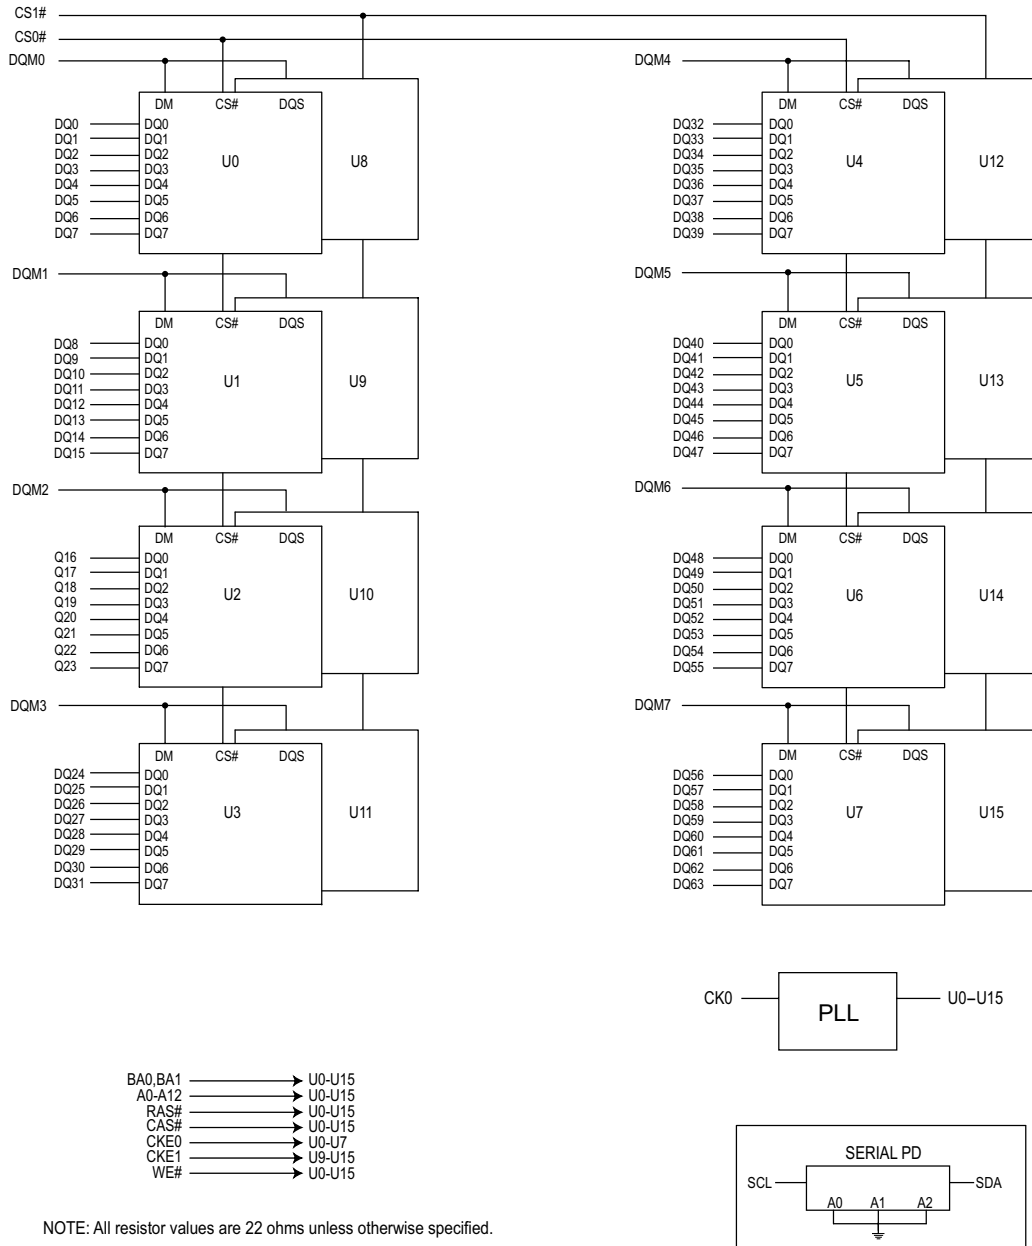 CS1#
CS0#
DQM0
DM CS# DQS
DQ0 DQ0
DQ1 DQ1
DQ2 DQ2
DQ3 DQ3
DQ4 DQ4
DQ5 DQ5
DQ6 DQ6
DQ7 DQ7
U0 U8
DQM1
DM CS# DQS
DQ8 DQ0
DQ9 DQ1
DQ10 DQ2
DQ11 DQ3
DQ12 DQ4
DQ13 DQ5
DQ14 DQ6
DQ15 DQ7
U1 U9
DQM2
DM CS# DQS
Q16 DQ0
Q17 DQ1
Q18 DQ2
Q19 DQ3
Q20 DQ4
Q21 DQ5
Q22 DQ6
Q23 DQ7
U2 U10
DQM3
DM CS# DQS
DQ24 DQ0
DQ25 DQ1
DQ26 DQ2
DQ27 DQ3
DQ28 DQ4
DQ29 DQ5
DQ30 DQ6
DQ31 DQ7
U3 U11
DQM4
DM CS# DQS
DQ32 DQ0
DQ33 DQ1
DQ34 DQ2
DQ35 DQ3
DQ36 DQ4
DQ37 DQ5
DQ38 DQ6
DQ39 DQ7
U4 U12
DQM5
DM CS# DQS
DQ40 DQ0
DQ41 DQ1
DQ42 DQ2
DQ43 DQ3
DQ44 DQ4
DQ45 DQ5
DQ46 DQ6
DQ47 DQ7
U5 U13
DQM6
DM CS# DQS
DQ48 DQ0
DQ49 DQ1
DQ50 DQ2
DQ51 DQ3
DQ52 DQ4
DQ53 DQ5
DQ54 DQ6
DQ55 DQ7
U6 U14
DQM7
DM CS# DQS
DQ56 DQ0
DQ57 DQ1
DQ58 DQ2
DQ59 DQ3
DQ60 DQ4
DQ61 DQ5
DQ62 DQ6
DQ63 DQ7
U7 U15
CK0 PLL U0–U15
BA0,BA1 U0-U15
A0-A12 U0-U15
RAS# U0-U15
CAS# U0-U15
CKE0 U0-U7
CKE1 U9-U15
WE# U0-U15
SERIAL PD
SCL SDA
A0 A1 A2
NOTE: All resistor values are 22 ohms unless otherwise specified.